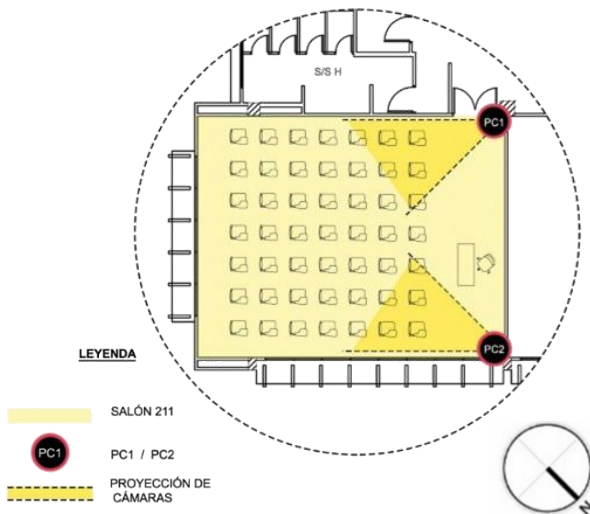 S/S H
PC1
PC2
LEYENDA
SALÓN 211
PC1
PC1 / PC2
PROYECCIÓN DE
CÁMARAS
N